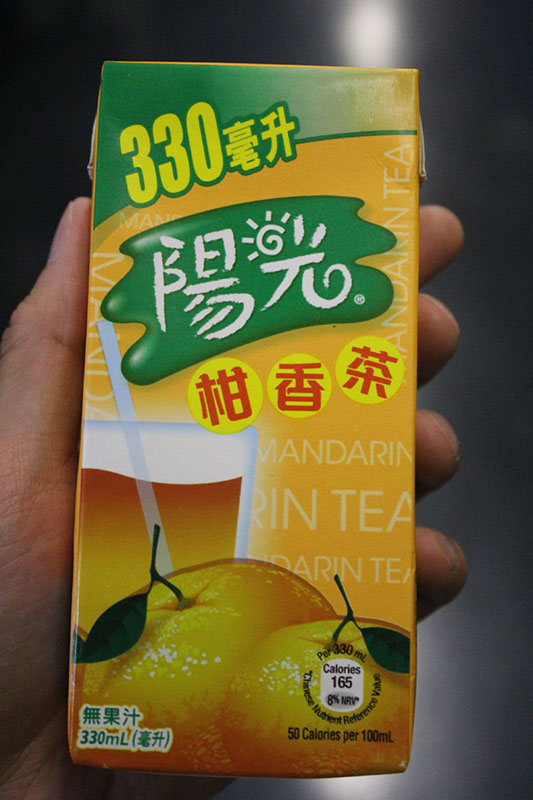 330毫升
陽光®
柑香茶
MANDARIN TEA
MANDARIN
RIN TEA
DARIN TEA
Per 330 mL
Calories
165
8% NRV*
*Chinese Nutrient Reference Value
50 Calories per 100mL
無果汁
330mL (毫升)